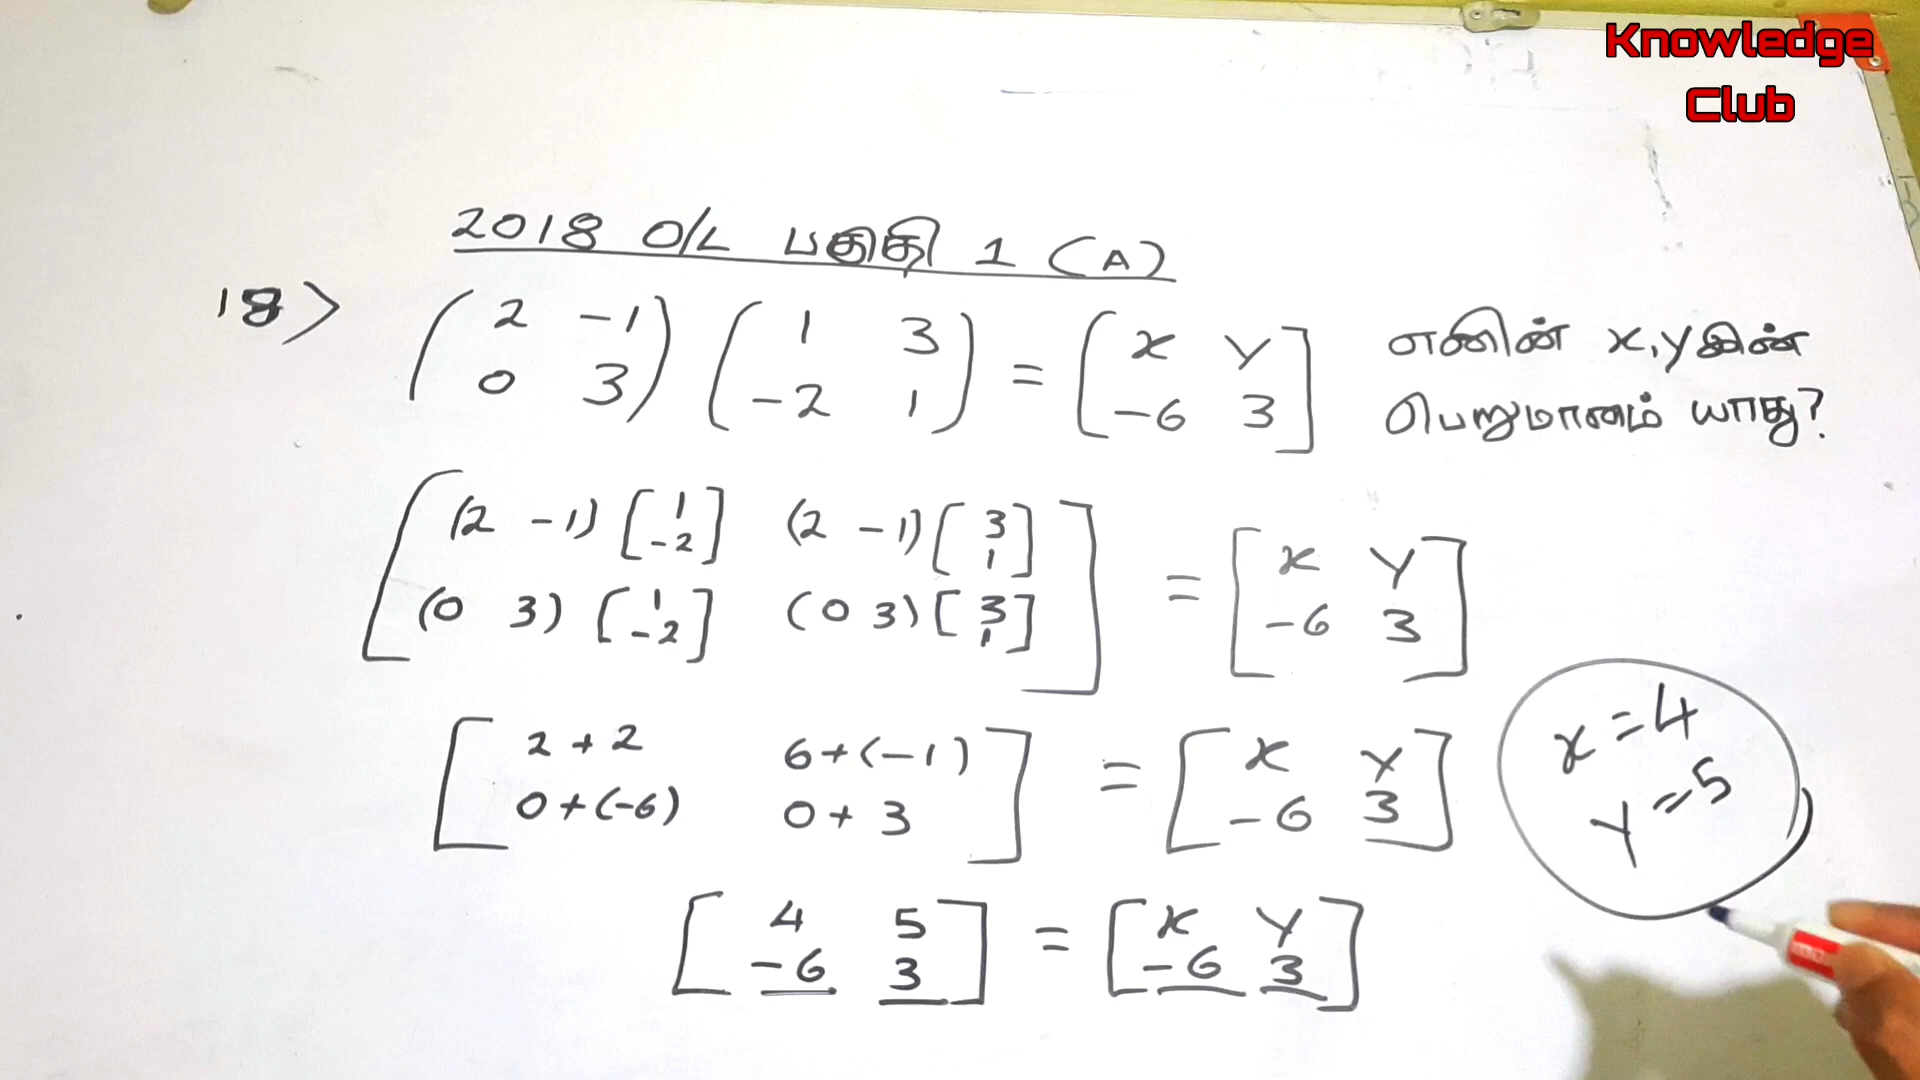 Knowledge
Club
2018 O/L பகுதி 1 (A)
18> (2 -1) (1 3) = [x y] எனின் x, y இன்
(0 3) (-2 1) [-6 3] பெறுமானம் யாது?
[(2 -1) [1 -2] (2 -1) [3 1]] = [x y]
[(0 3) [1 -2] (0 3) [3 1]] [-6 3]
[2 + 2 6 + (-1)] = [x y]
[0 + (-6) 0 + 3] [-6 3]
x = 4
y = 5
[4 5] = [x y]
[-6 3] [-6 3]